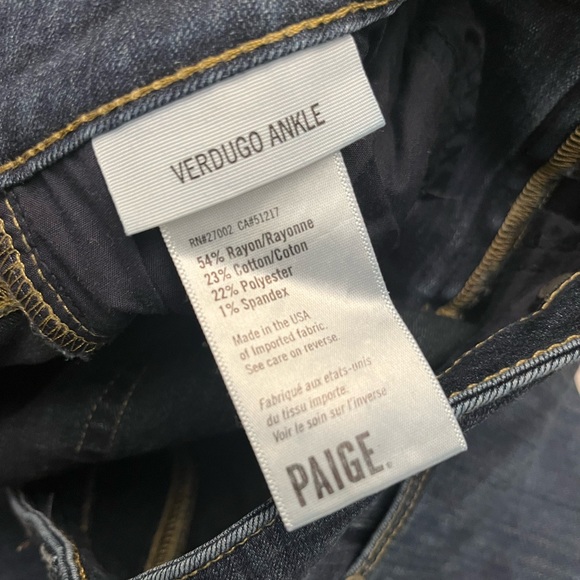 VERDUGO ANKLE
RN#27002 CA#51217
54% Rayon/Rayonne
23% Cotton/Coton
22% Polyester
1% Spandex
Made in the USA
of Imported fabric.
See care on reverse.
Fabriqué aux états-unis
du tissu importe.
Voir le soin sur l'inverse
PAIGE®